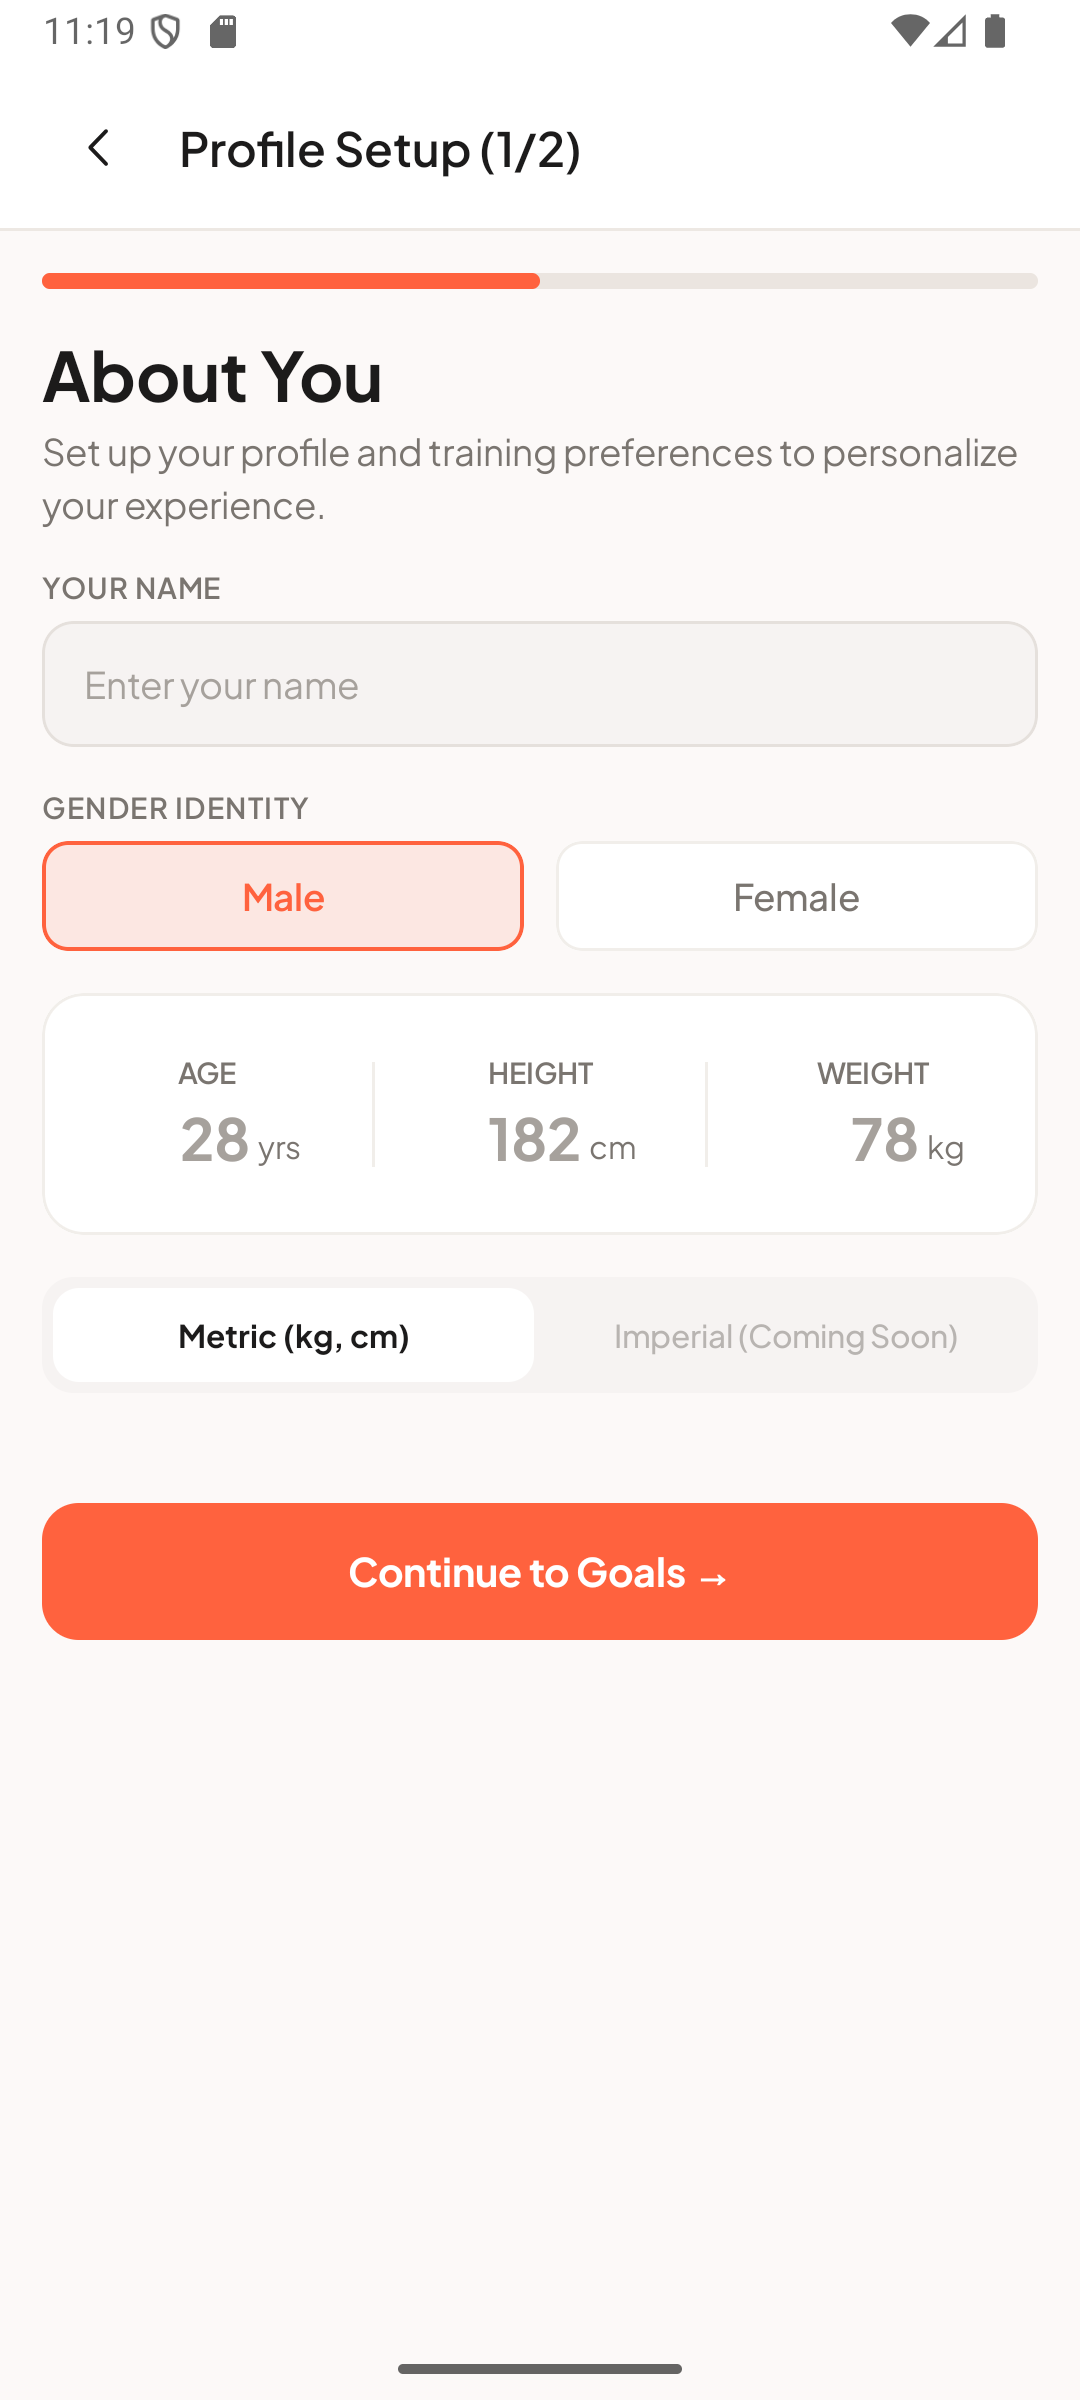 11:19
Profile Setup (1/2)
About You
Set up your profile and training preferences to personalize
your experience.
YOUR NAME
Enter your name
GENDER IDENTITY
Male Female
AGE HEIGHT WEIGHT
28 yrs 182 cm 78 kg
Metric (kg, cm) Imperial (Coming Soon)
Continue to Goals →